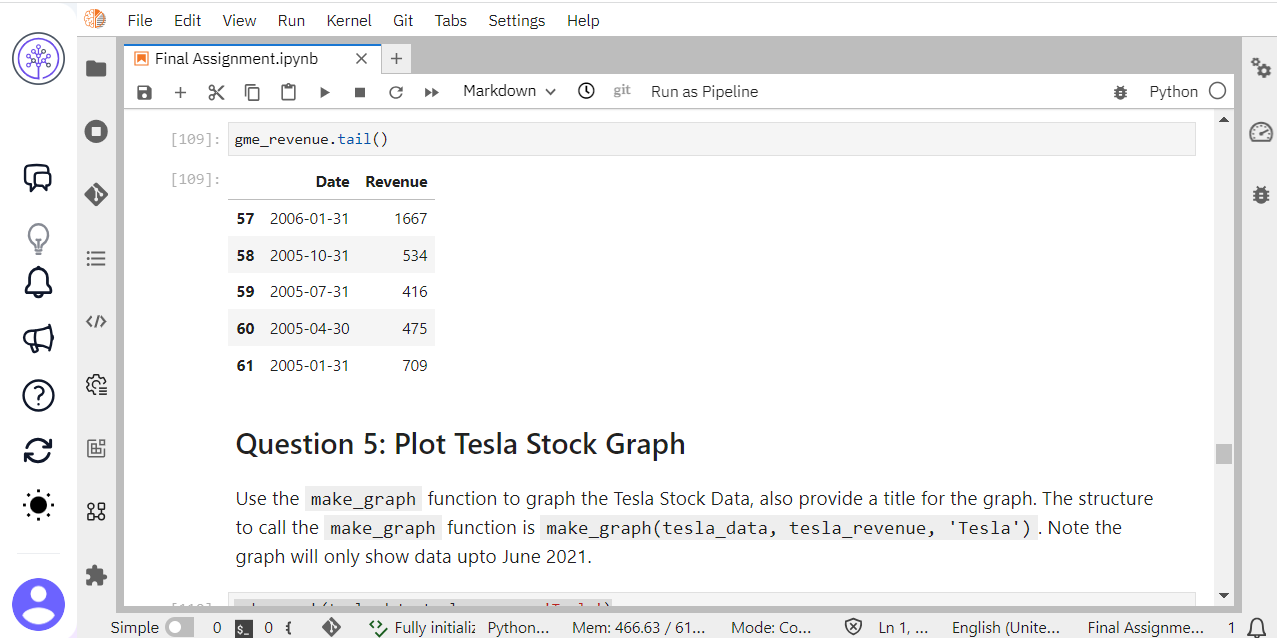 File Edit View Run Kernel Git Tabs Settings Help
Final Assignment.ipynb
Markdown git Run as Pipeline Python
[109]: gme_revenue.tail()
[109]: Date Revenue
57 2006-01-31 1667
58 2005-10-31 534
59 2005-07-31 416
60 2005-04-30 475
61 2005-01-31 709
Question 5: Plot Tesla Stock Graph
Use the make_graph function to graph the Tesla Stock Data, also provide a title for the graph. The structure
to call the make_graph function is make_graph(tesla_data, tesla_revenue, 'Tesla') . Note the
graph will only show data upto June 2021.
Simple 0 $_ 0 Fully initializ Python... Mem: 466.63 / 61... Mode: Co... Ln 1, ... English (Unite... Final Assignme... 1